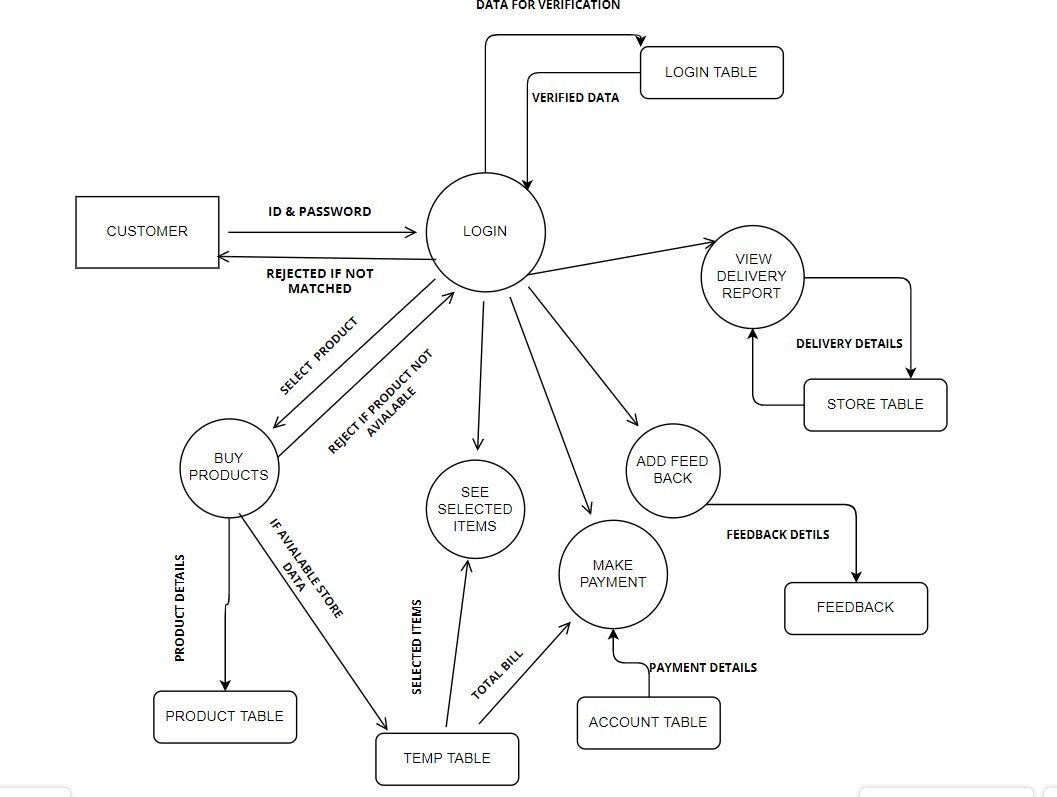 DATA FOR VERIFICATION
LOGIN TABLE
VERIFIED DATA
CUSTOMER
ID & PASSWORD
LOGIN
REJECTED IF NOT
MATCHED
VIEW
DELIVERY
REPORT
DELIVERY DETAILS
STORE TABLE
SELECT PRODUCT
REJECT IF PRODUCT NOT
AVIALABLE
BUY
PRODUCTS
SEE
SELECTED
ITEMS
ADD FEED
BACK
FEEDBACK DETILS
FEEDBACK
MAKE
PAYMENT
IF AVIALABLE STORE
DATA
PRODUCT DETAILS
SELECTED ITEMS
TOTAL BILL
PAYMENT DETAILS
PRODUCT TABLE
TEMP TABLE
ACCOUNT TABLE